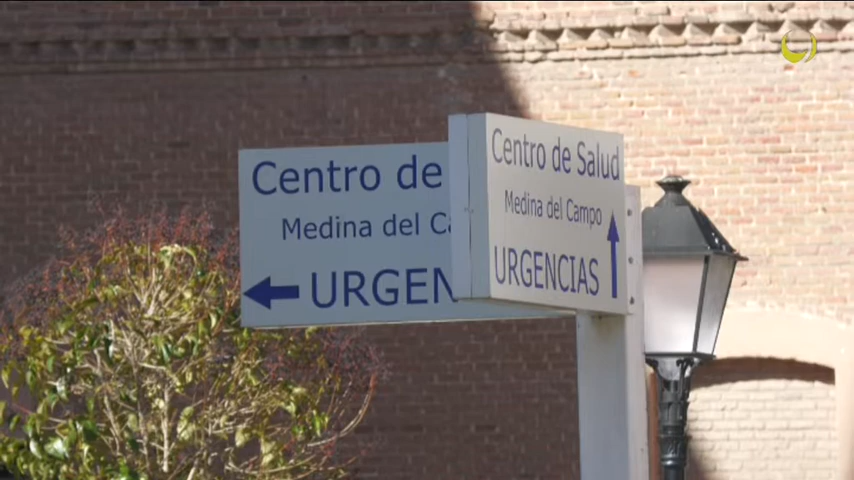 Centro de
Medina del Ca
URGEN
Centro de Salud
Medina del Campo
URGENCIAS